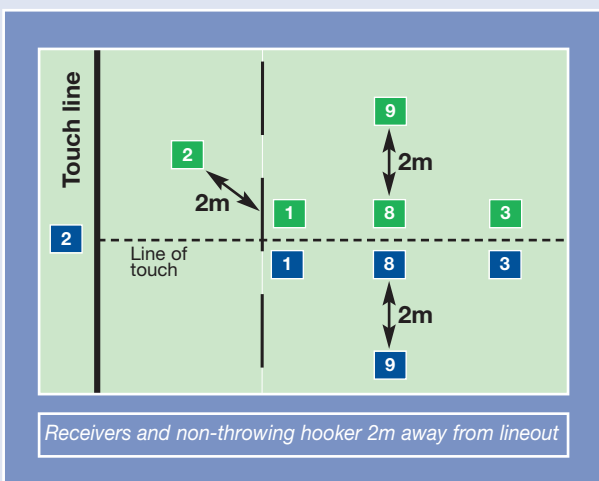 Touch line
9
2
2m
2m
1
8
3
2
Line of
touch
1
8
3
2m
9
Receivers and non-throwing hooker 2m away from lineout